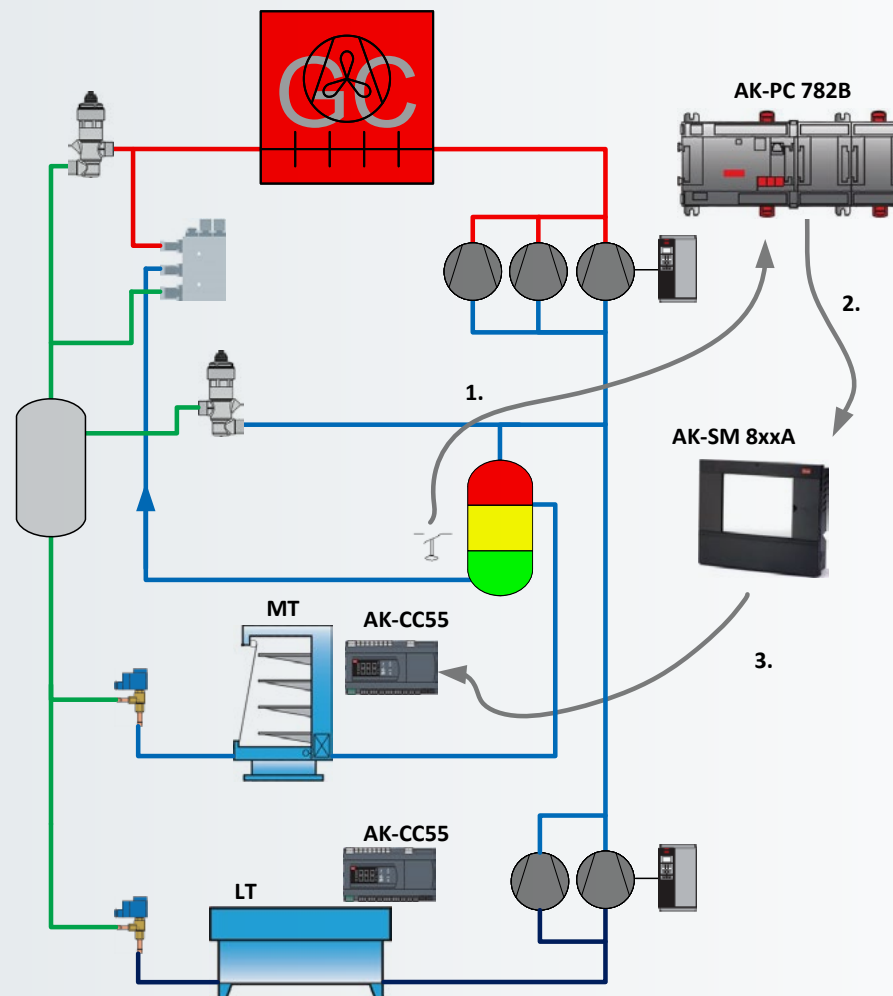 GC
AK-PC 782B
2.
1.
AK-SM 8xxA
MT
AK-CC55
3.
AK-CC55
LT